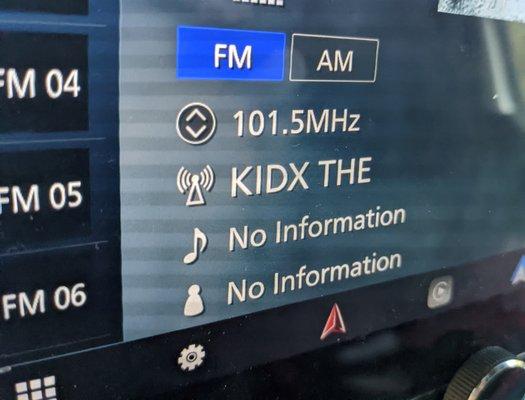 FM AM
FM 04
101.5MHz
KIDX THE
FM 05
No Information
No Information
FM 06